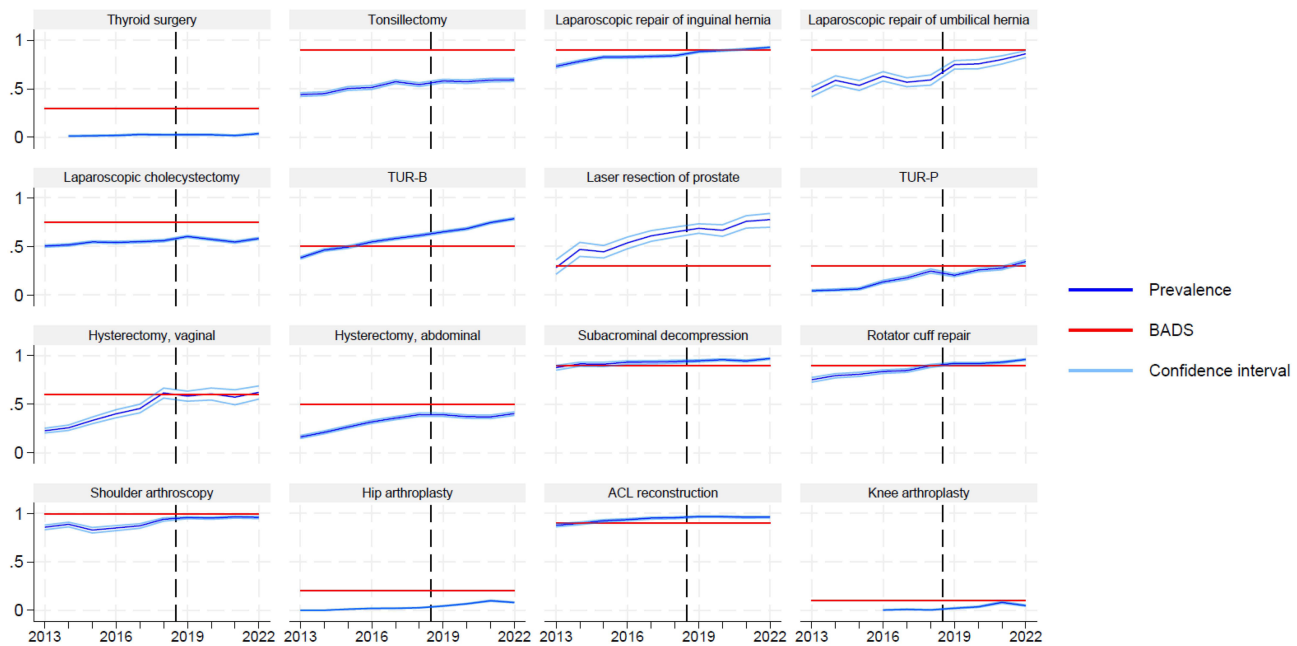 Thyroid surgery
Tonsillectomy
Laparoscopic repair of inguinal hernia
Laparoscopic repair of umbilical hernia
1
.5
0
Laparoscopic cholecystectomy
TUR-B
Laser resection of prostate
TUR-P
1
.5
0
Prevalence
BADS
Confidence interval
Hysterectomy, vaginal
Hysterectomy, abdominal
Subacrominal decompression
Rotator cuff repair
1
.5
0
Shoulder arthroscopy
Hip arthroplasty
ACL reconstruction
Knee arthroplasty
1
.5
0
2013 2016 2019 2022 2013 2016 2019 2022 2013 2016 2019 2022 2013 2016 2019 2022